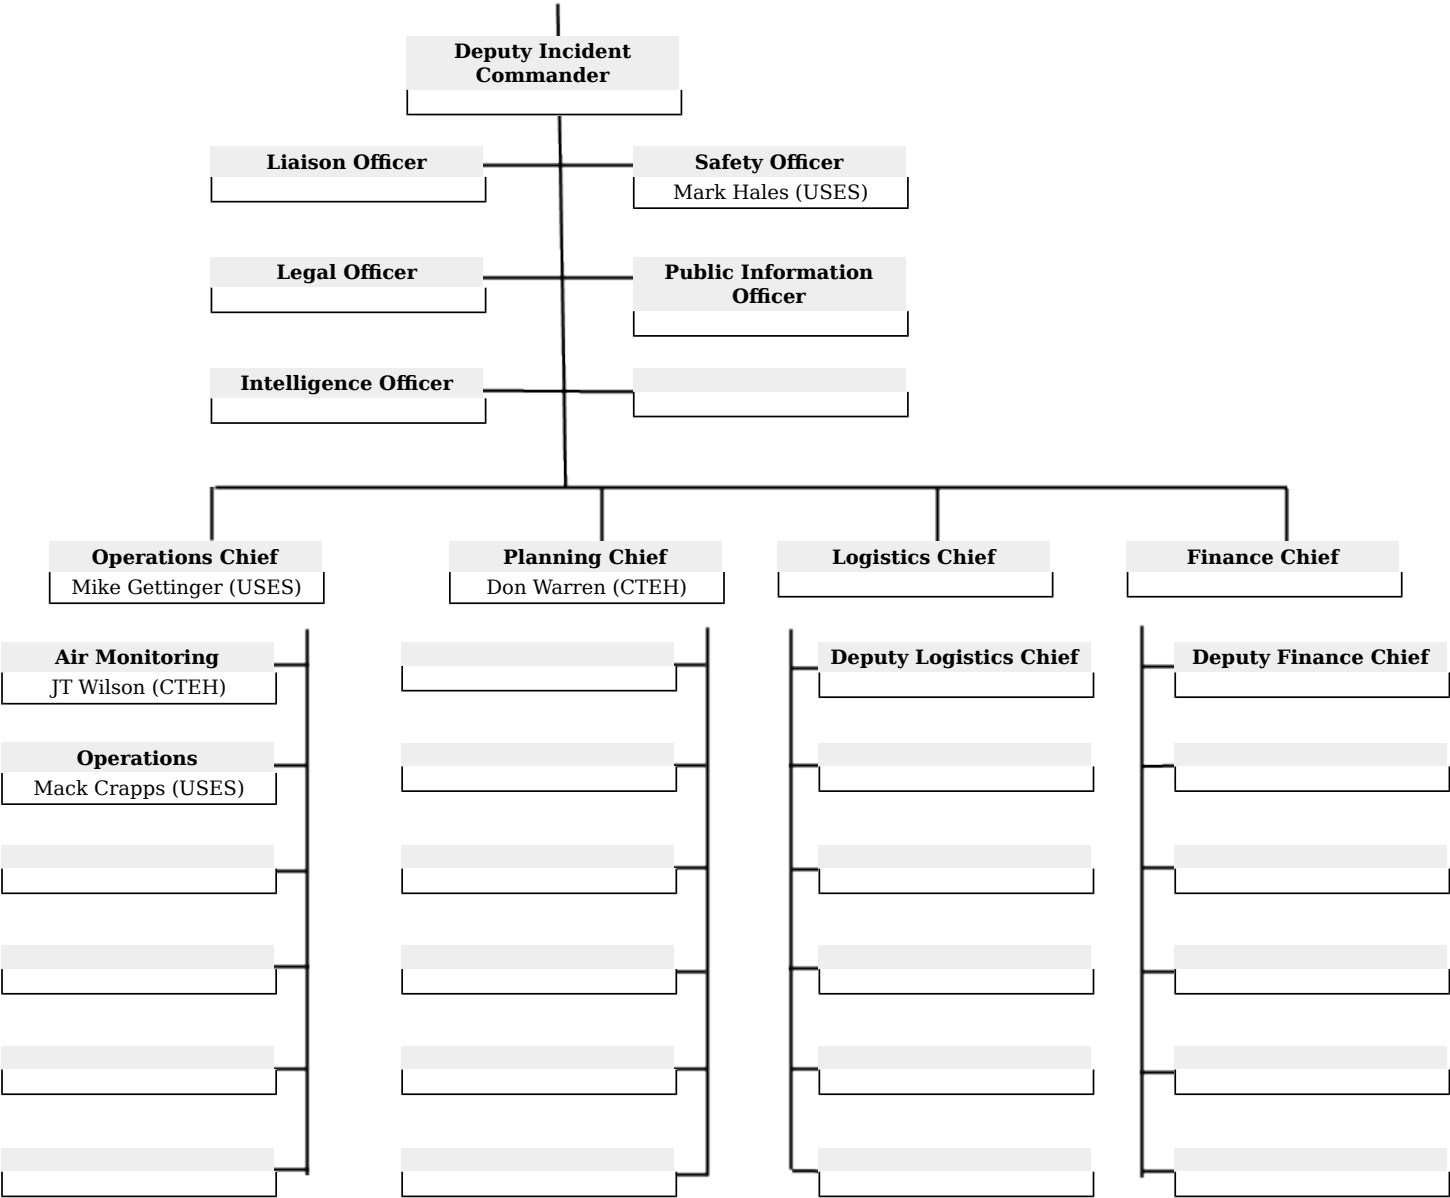 Deputy Incident
Commander
Liaison Officer
Safety Officer
Mark Hales (USES)
Legal Officer
Public Information
Officer
Intelligence Officer
Operations Chief
Mike Gettinger (USES)
Planning Chief
Don Warren (CTEH)
Logistics Chief
Finance Chief
Air Monitoring
JT Wilson (CTEH)
Deputy Logistics Chief
Deputy Finance Chief
Operations
Mack Crapps (USES)